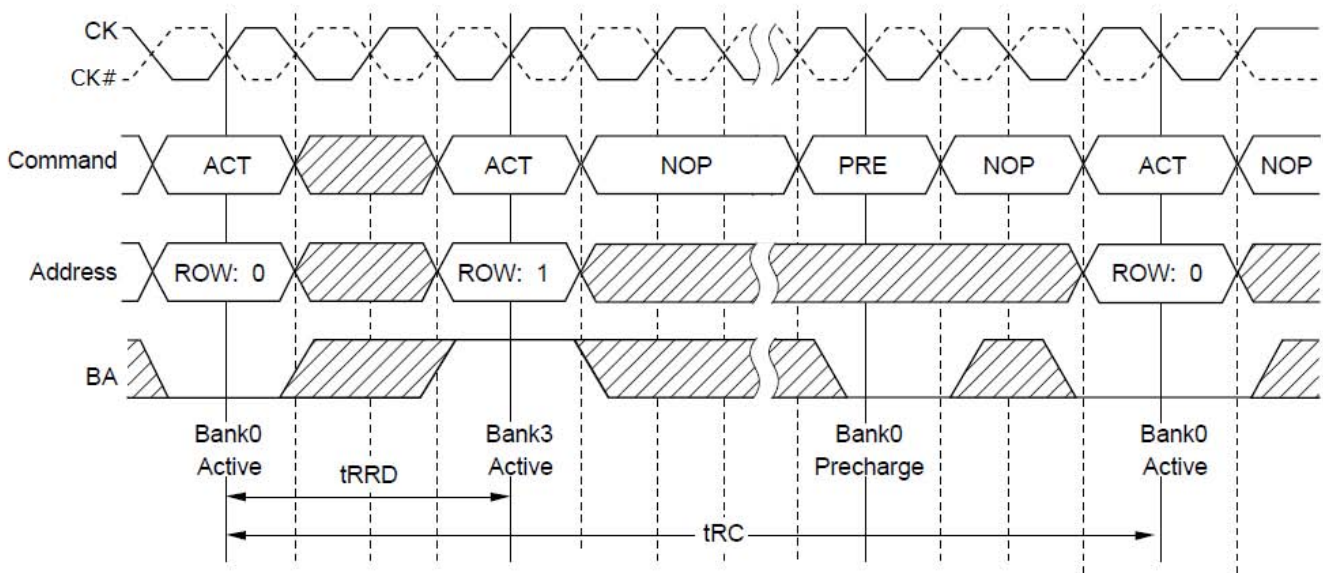 CK
CK#
Command ACT ACT NOP PRE NOP ACT NOP
Address ROW: 0 ROW: 1 ROW: 0
BA
Bank0 Bank3 Bank0 Bank0
Active Active Precharge Active
tRRD
tRC